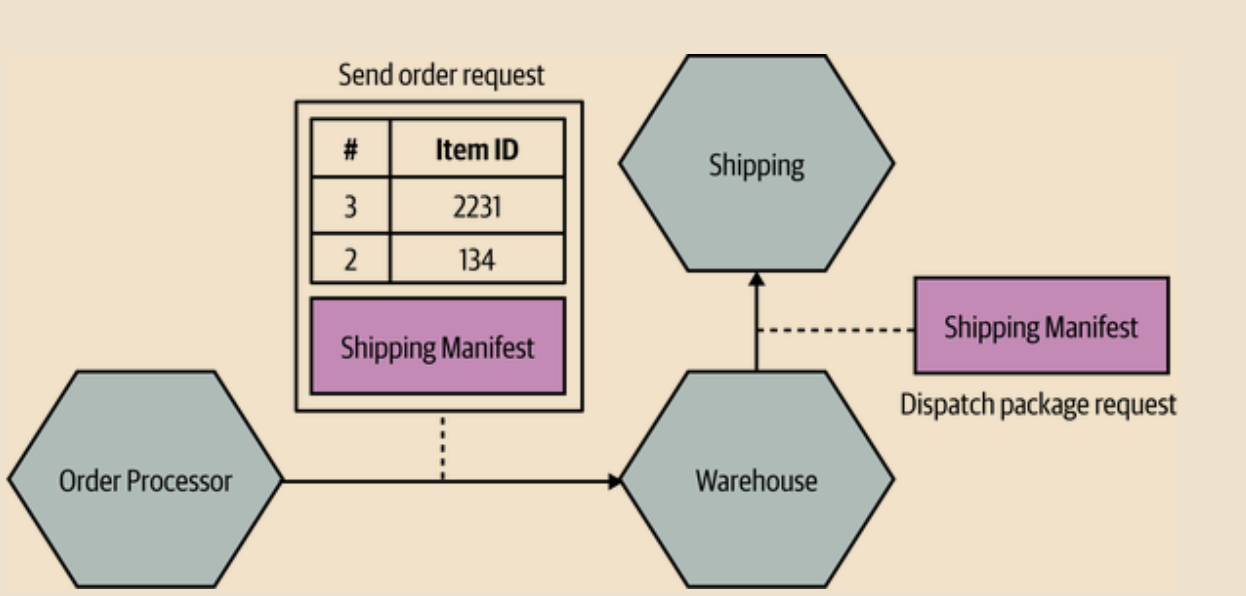 Send order request
# Item ID
3 2231
2 134
Shipping Manifest
Order Processor
Shipping
Shipping Manifest
Dispatch package request
Warehouse